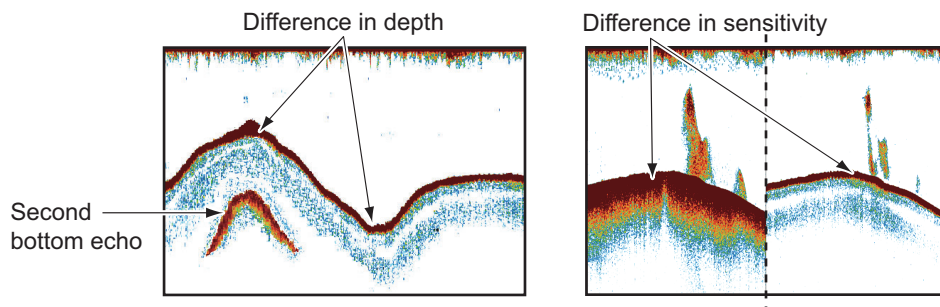 Difference in depth
Difference in sensitivity
Second
bottom echo